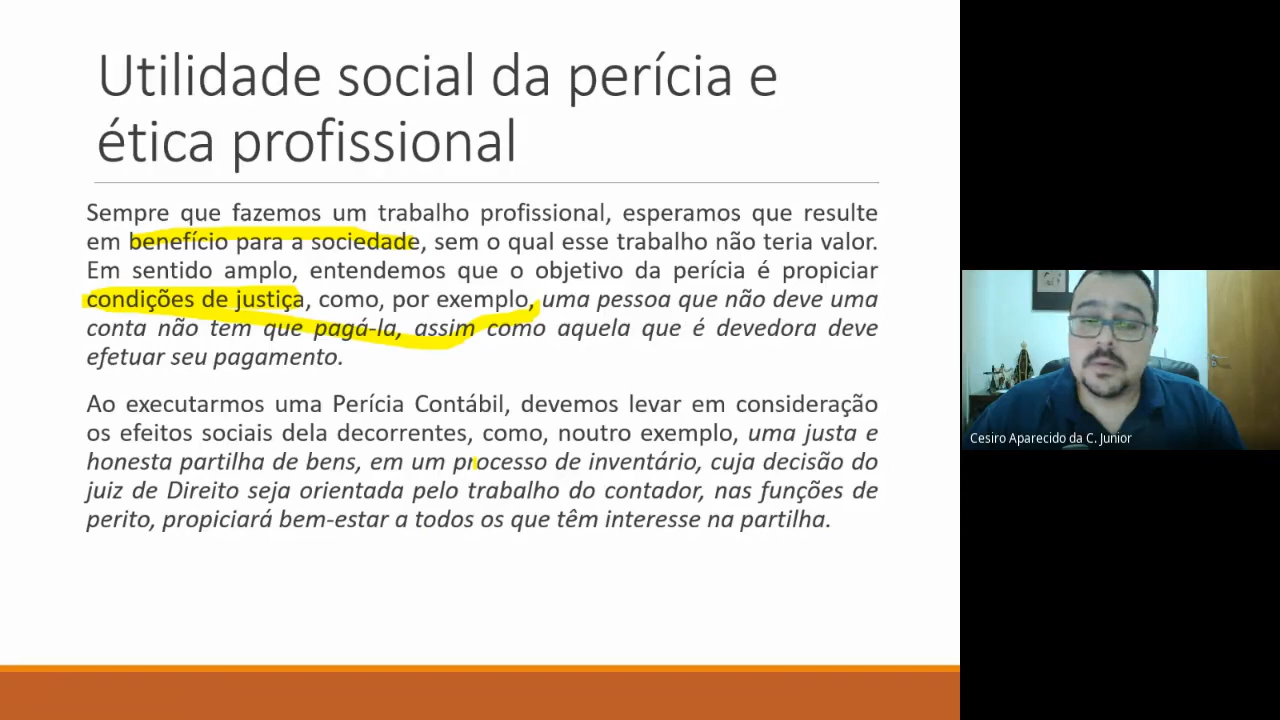 Utilidade social da perícia e
ética profissional
Sempre que fazemos um trabalho profissional, esperamos que resulte
em benefício para a sociedade, sem o qual esse trabalho não teria valor.
Em sentido amplo, entendemos que o objetivo da perícia é propiciar
condições de justiça, como, por exemplo, uma pessoa que não deve uma
conta não tem que pagá-la, assim como aquela que é devedora deve
efetuar seu pagamento.
Ao executarmos uma Perícia Contábil, devemos levar em consideração
os efeitos sociais dela decorrentes, como, noutro exemplo, uma justa e
honesta partilha de bens, em um processo de inventário, cuja decisão do
juiz de Direito seja orientada pelo trabalho do contador, nas funções de
perito, propiciará bem-estar a todos os que têm interesse na partilha.
Cesiro Aparecido da C. Junior